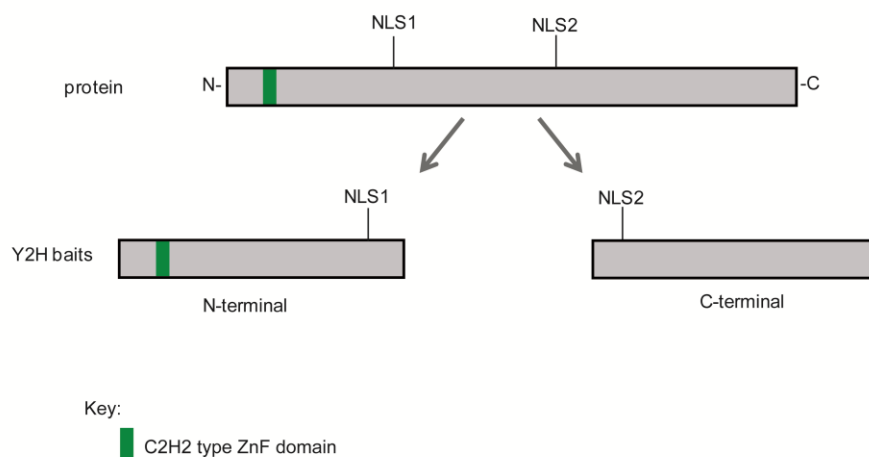 NLS1 NLS2
protein N- -C
NLS1 NLS2
Y2H baits
N-terminal C-terminal
Key:
C2H2 type ZnF domain